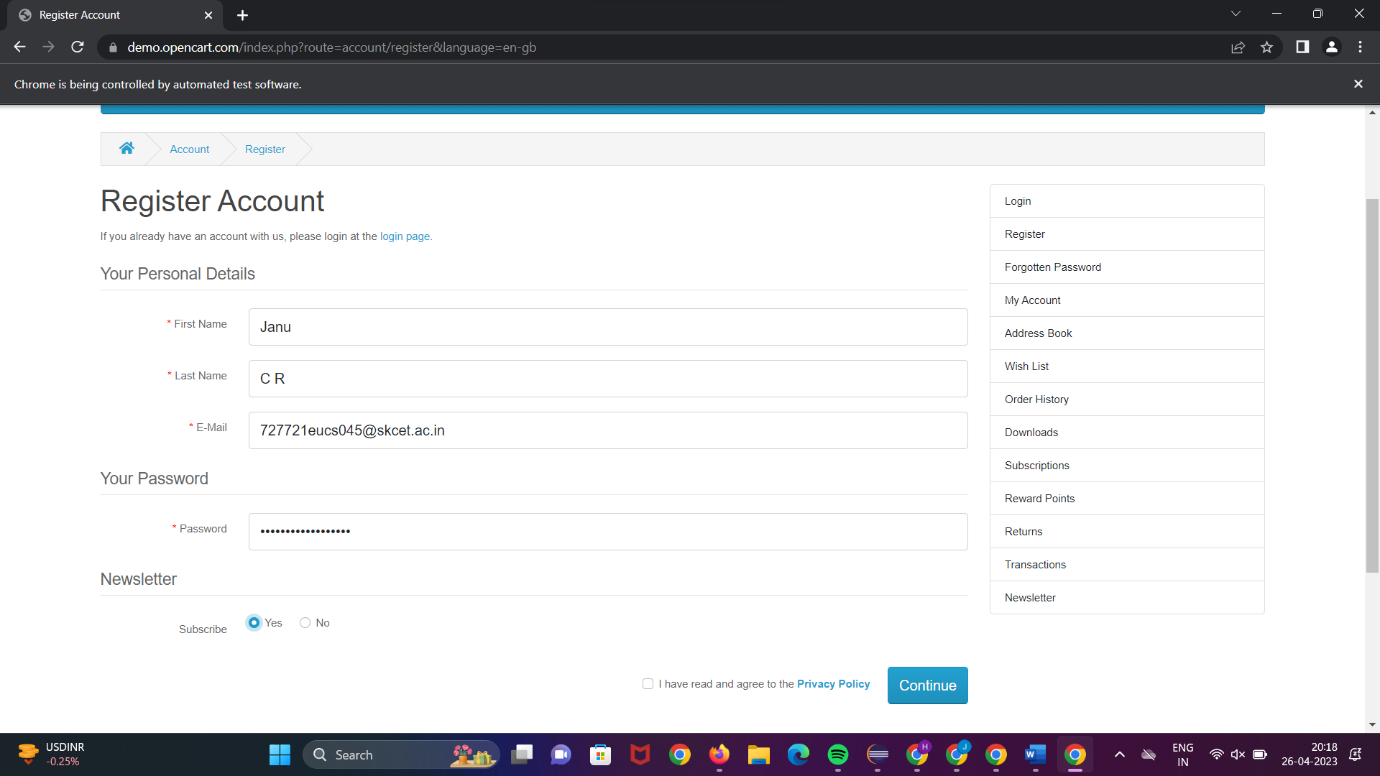 Register Account
demo.opencart.com/index.php?route=account/register&language=en-gb
Chrome is being controlled by automated test software.
Account
Register
Register Account
If you already have an account with us, please login at the login page.
Your Personal Details
* First Name
Janu
* Last Name
C R
* E-Mail
727721eucs045@skcet.ac.in
Your Password
* Password
••••••••••••••••••
Newsletter
Subscribe
Yes
No
I have read and agree to the Privacy Policy
Continue
Login
Register
Forgotten Password
My Account
Address Book
Wish List
Order History
Downloads
Subscriptions
Reward Points
Returns
Transactions
Newsletter
USDINR
-0.25%
Search
H
J
W
ENG
IN
20:18
26-04-2023